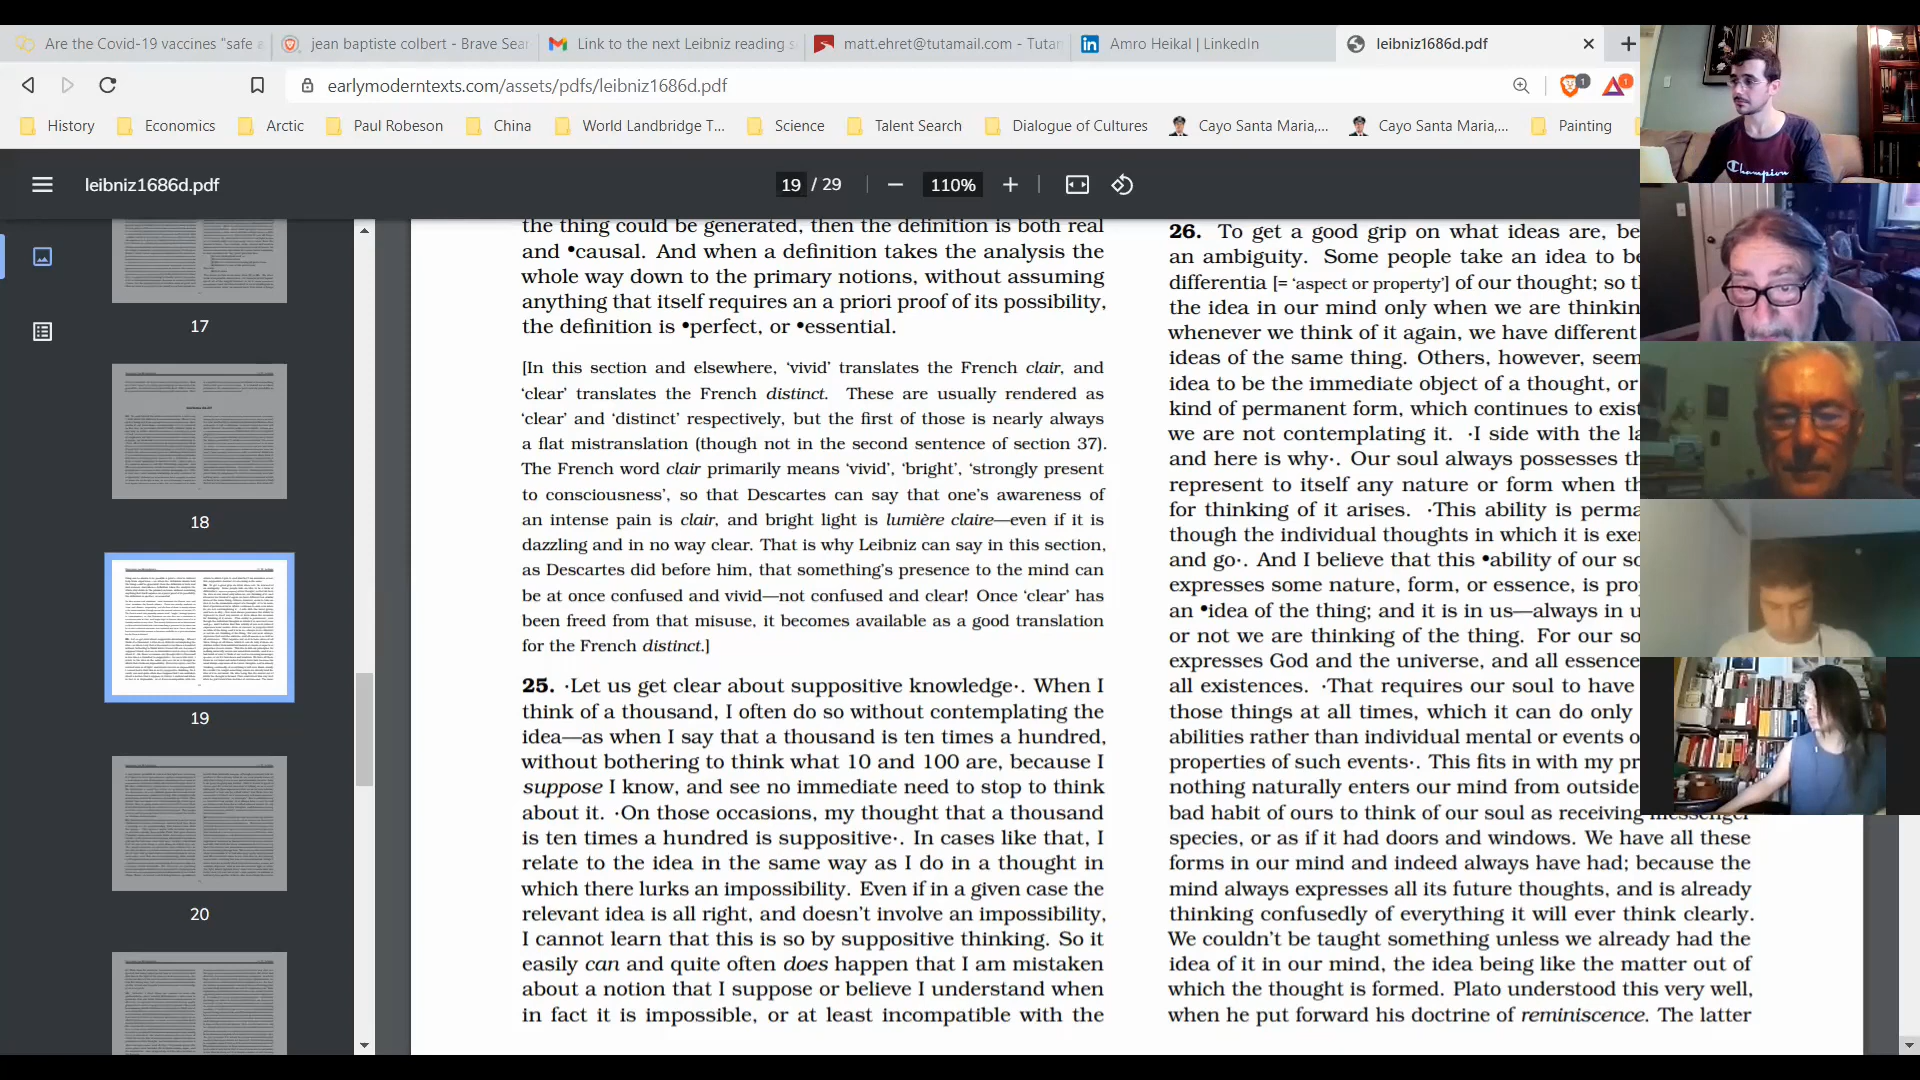 Are the Covid-19 vaccines "safe a
jean baptiste colbert - Brave Sear
Link to the next Leibniz reading s
matt.ehret@tutamail.com - Tutan
Amro Heikal | LinkedIn
leibniz1686d.pdf
earlymoderntexts.com/assets/pdfs/leibniz1686d.pdf
1
1
History
Economics
Arctic
Paul Robeson
China
World Landbridge T...
Science
Talent Search
Dialogue of Cultures
Cayo Santa Maria,...
Cayo Santa Maria,...
Painting
leibniz1686d.pdf
19 / 29
110%
17
18
19
20
the thing could be generated, then the definition is both real
and •causal. And when a definition takes the analysis the
whole way down to the primary notions, without assuming
anything that itself requires an a priori proof of its possibility,
the definition is •perfect, or •essential.
[In this section and elsewhere, ‘vivid’ translates the French clair, and
‘clear’ translates the French distinct. These are usually rendered as
‘clear’ and ‘distinct’ respectively, but the first of those is nearly always
a flat mistranslation (though not in the second sentence of section 37).
The French word clair primarily means ‘vivid’, ‘bright’, ‘strongly present
to consciousness’, so that Descartes can say that one’s awareness of
an intense pain is clair, and bright light is lumière claire—even if it is
dazzling and in no way clear. That is why Leibniz can say in this section,
as Descartes did before him, that something’s presence to the mind can
be at once confused and vivid—not confused and clear! Once ‘clear’ has
been freed from that misuse, it becomes available as a good translation
for the French distinct.]
25. ·Let us get clear about suppositive knowledge·. When I
think of a thousand, I often do so without contemplating the
idea—as when I say that a thousand is ten times a hundred,
without bothering to think what 10 and 100 are, because I
suppose I know, and see no immediate need to stop to think
about it. ·On those occasions, my thought that a thousand
is ten times a hundred is suppositive·. In cases like that, I
relate to the idea in the same way as I do in a thought in
which there lurks an impossibility. Even if in a given case the
relevant idea is all right, and doesn’t involve an impossibility,
I cannot learn that this is so by suppositive thinking. So it
easily can and quite often does happen that I am mistaken
about a notion that I suppose or believe I understand when
in fact it is impossible, or at least incompatible with the
26. To get a good grip on what ideas are, be
an ambiguity. Some people take an idea to be
differentia [= ‘aspect or property’] of our thought; so th
the idea in our mind only when we are thinkin
whenever we think of it again, we have different
ideas of the same thing. Others, however, seem
idea to be the immediate object of a thought, or
kind of permanent form, which continues to exist
we are not contemplating it. ·I side with the la
and here is why·. Our soul always possesses th
represent to itself any nature or form when th
for thinking of it arises. ·This ability is perma
though the individual thoughts in which it is exer
and go·. And I believe that this •ability of our so
expresses some nature, form, or essence, is prop
an •idea of the thing; and it is in us—always in u
or not we are thinking of the thing. For our so
expresses God and the universe, and all essence
all existences. ·That requires our soul to have
those things at all times, which it can do only
abilities rather than individual mental or events o
properties of such events·. This fits in with my pr
nothing naturally enters our mind from outside
bad habit of ours to think of our soul as receiving messenger
species, or as if it had doors and windows. We have all these
forms in our mind and indeed always have had; because the
mind always expresses all its future thoughts, and is already
thinking confusedly of everything it will ever think clearly.
We couldn’t be taught something unless we already had the
idea of it in our mind, the idea being like the matter out of
which the thought is formed. Plato understood this very well,
when he put forward his doctrine of reminiscence. The latter
Champion